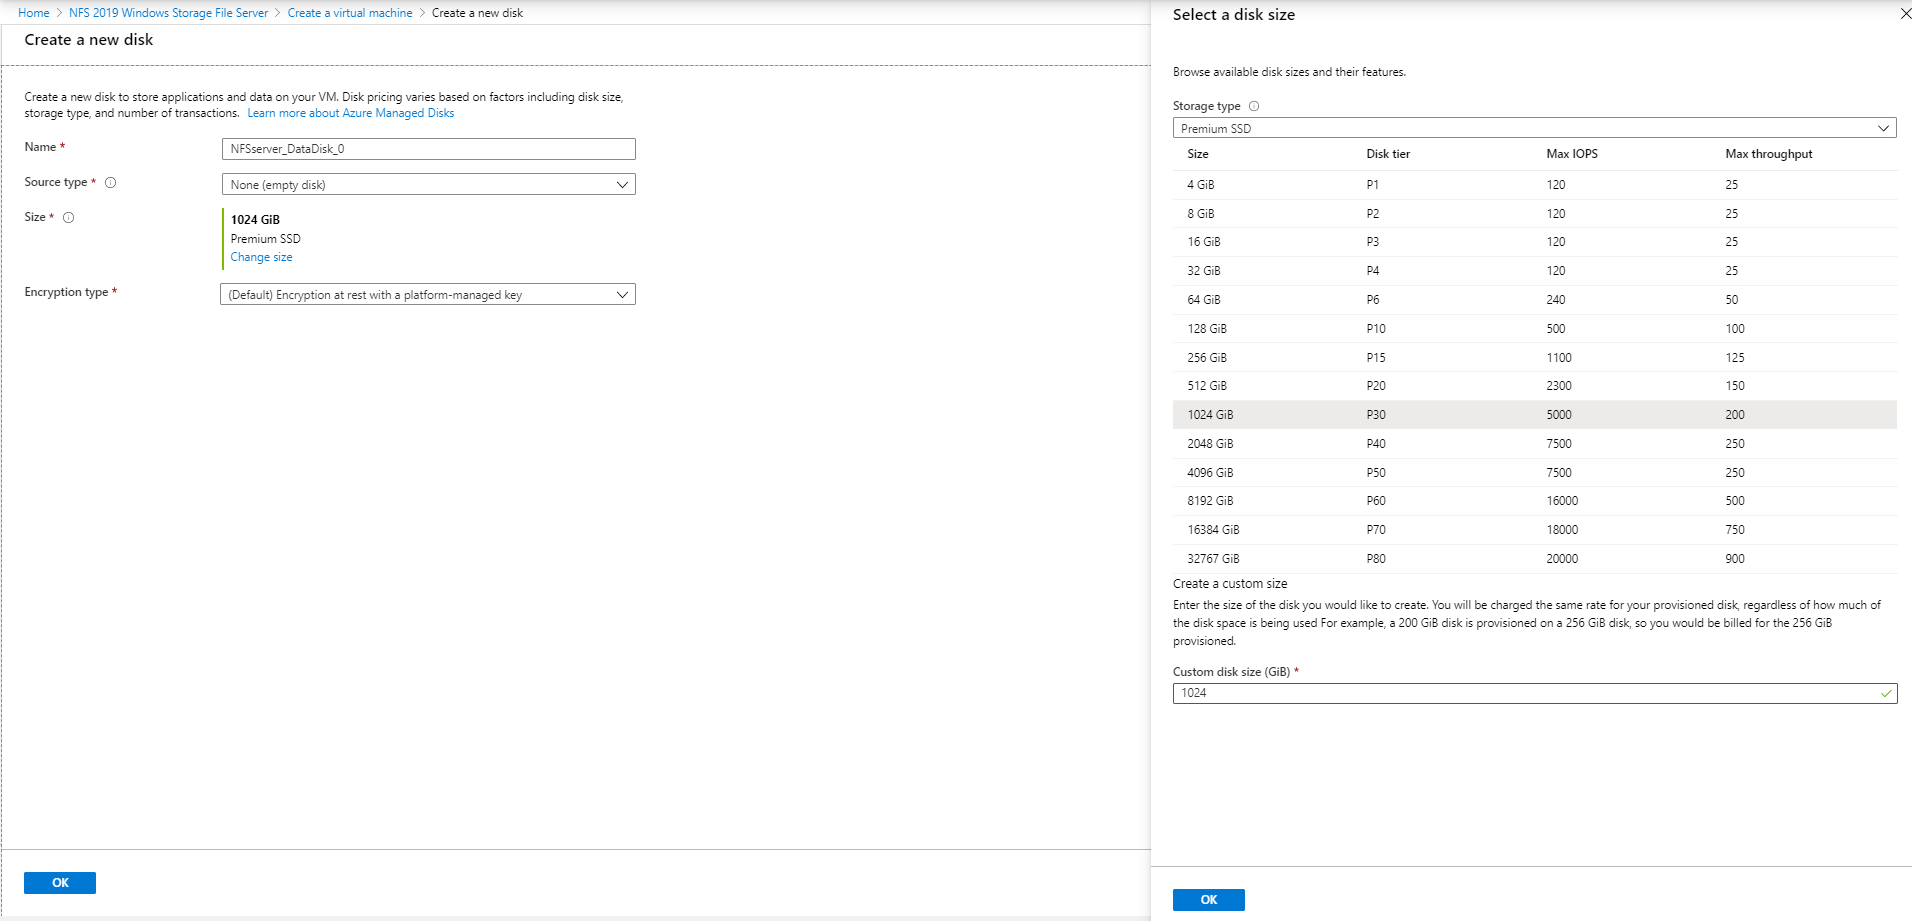 Home > NFS 2019 Windows Storage File Server > Create a virtual machine > Create a new disk
Create a new disk
Create a new disk to store applications and data on your VM. Disk pricing varies based on factors including disk size,
storage type, and number of transactions. Learn more about Azure Managed Disks
Name *
NFSserver_DataDisk_0
Source type *
None (empty disk)
Size *
1024 GiB
Premium SSD
Change size
Encryption type *
(Default) Encryption at rest with a platform-managed key
OK
Select a disk size
Browse available disk sizes and their features.
Storage type
Premium SSD
Size Disk tier Max IOPS Max throughput
4 GiB P1 120 25
8 GiB P2 120 25
16 GiB P3 120 25
32 GiB P4 120 25
64 GiB P6 240 50
128 GiB P10 500 100
256 GiB P15 1100 125
512 GiB P20 2300 150
1024 GiB P30 5000 200
2048 GiB P40 7500 250
4096 GiB P50 7500 250
8192 GiB P60 16000 500
16384 GiB P70 18000 750
32767 GiB P80 20000 900
Create a custom size
Enter the size of the disk you would like to create. You will be charged the same rate for your provisioned disk, regardless of how much of
the disk space is being used For example, a 200 GiB disk is provisioned on a 256 GiB disk, so you would be billed for the 256 GiB
provisioned.
Custom disk size (GiB) *
1024
OK